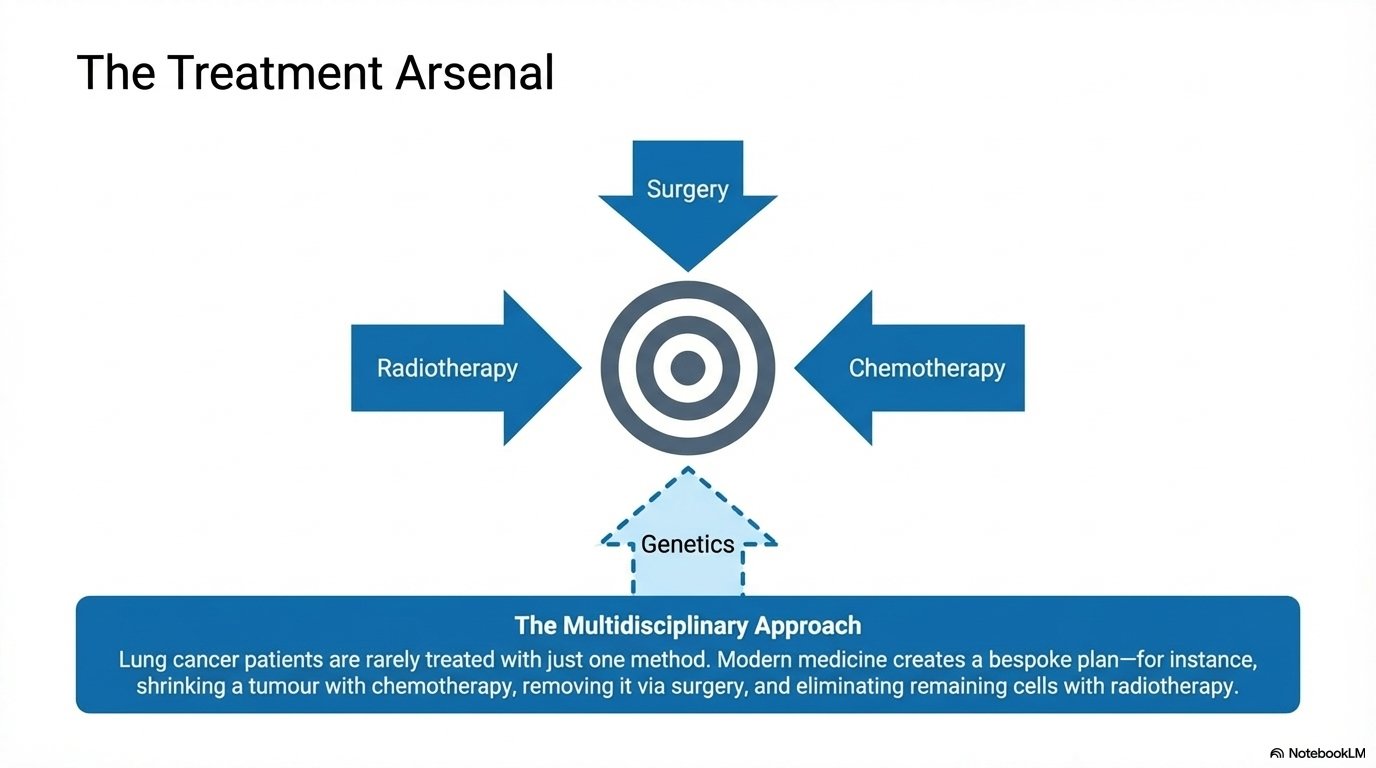 The Treatment Arsenal
Surgery
Radiotherapy
Chemotherapy
Genetics
The Multidisciplinary Approach
Lung cancer patients are rarely treated with just one method. Modern medicine creates a bespoke plan—for instance,
shrinking a tumour with chemotherapy, removing it via surgery, and eliminating remaining cells with radiotherapy.
NotebookLM